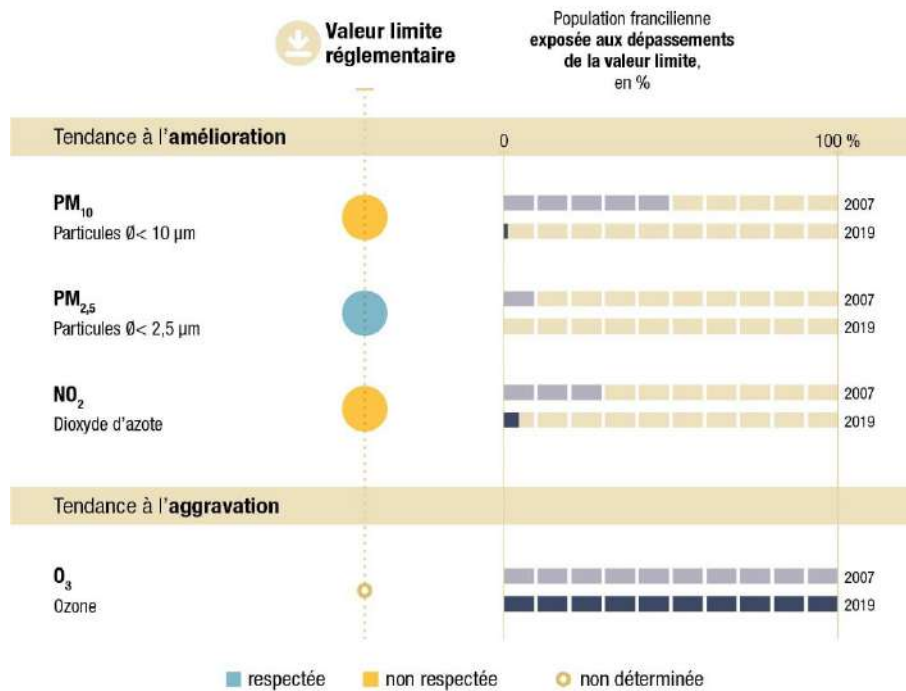 Valeur limite
réglementaire
Population francilienne
exposée aux dépassements
de la valeur limite,
en %
Tendance à l'amélioration
0
100 %
PM10
Particules Ø< 10 µm
2007
2019
PM2,5
Particules Ø< 2,5 µm
2007
2019
NO2
Dioxyde d'azote
2007
2019
Tendance à l'aggravation
O3
Ozone
2007
2019
respectée
non respectée
non déterminée